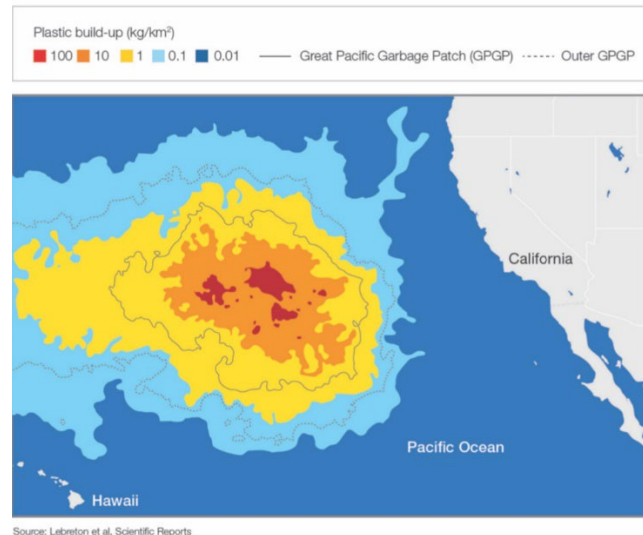 Plastic build-up (kg/km²)
100 10 1 0.1 0.01 Great Pacific Garbage Patch (GPGP) Outer GPGP
California
Pacific Ocean
Hawaii
Source: Lebreton et al. Scientific Reports